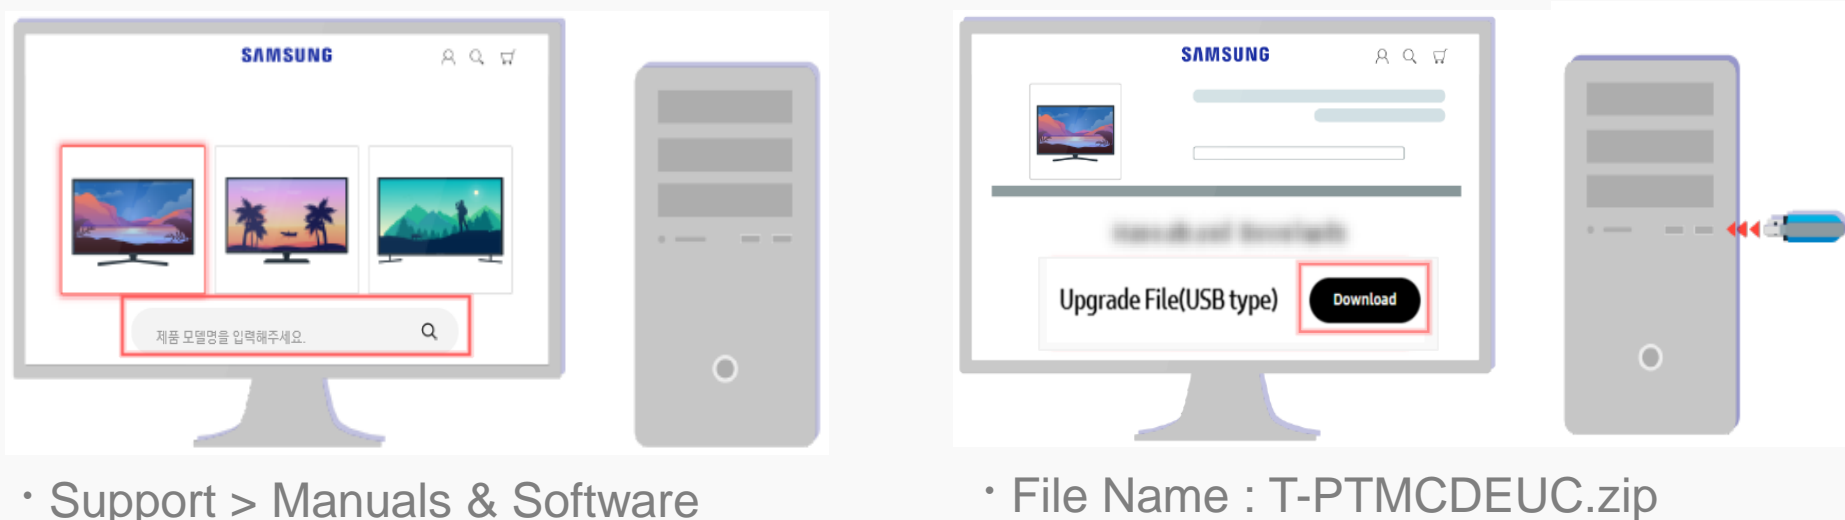 SAMSUNG
제품 모델명을 입력해주세요.
· Support > Manuals & Software
SAMSUNG
Upgrade File(USB type)
Download
· File Name : T-PTMCDEUC.zip